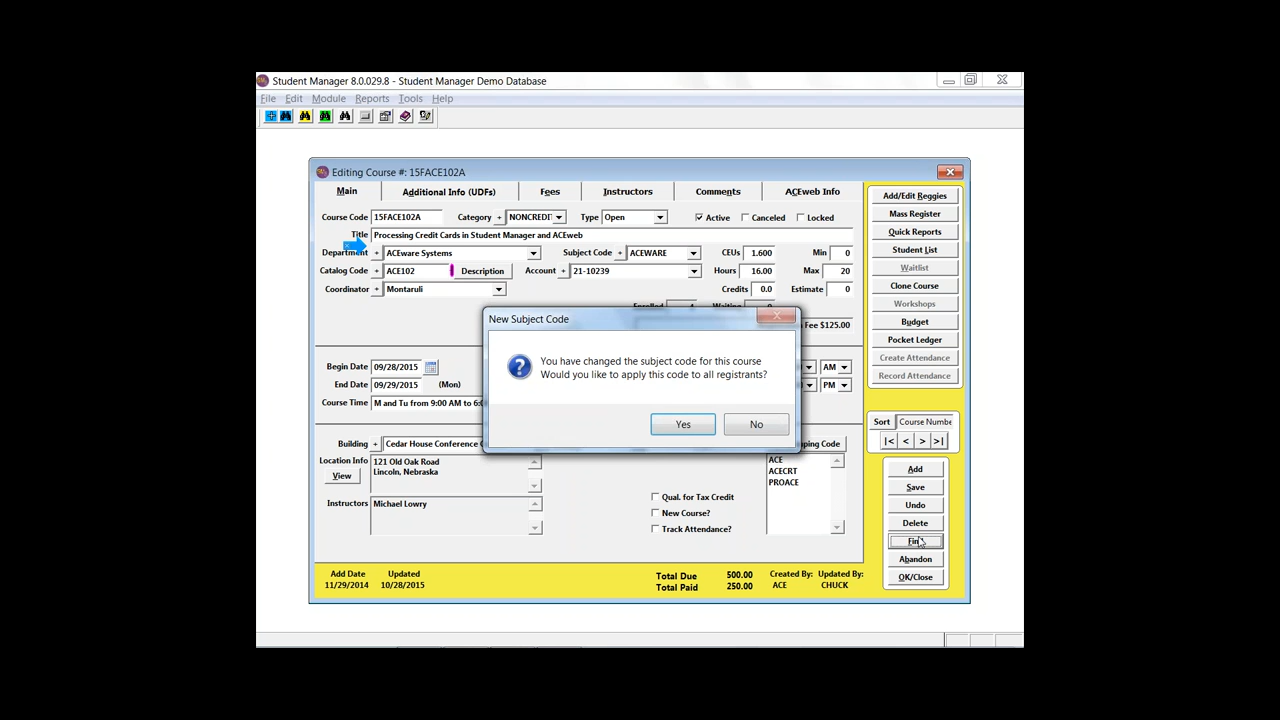 Student Manager 8.0.029.8 - Student Manager Demo Database
File Edit Module Reports Tools Help
Editing Course #: 15FACE102A
Main Additional Info (UDFs) Fees Instructors Comments ACEweb Info
Course Code 15FACE102A Category + Type Open Active Canceled Locked
Title Processing Credit Cards in Student Manager and ACEweb
Department + ACEware Systems Subject Code + ACEWARE CEUs 1.600 Min 0
Catalog Code + ACE102 Description Account + 21-10239 Hours 16.00 Max 20
Coordinator + Montaruli Credits 0.0 Estimate 0
Fee $125.00
New Subject Code
You have changed the subject code for this course
Would you like to apply this code to all registrants?
Yes No
Begin Date 09/28/2015 AM
End Date 09/29/2015 (Mon) PM
Course Time M and Tu from 9:00 AM to
Building + Cedar House Conference Code
Location Info 121 Old Oak Road
Lincoln, Nebraska
View
Instructors Michael Lowry
ACE
ACECRT
PROACE
Qual. for Tax Credit
New Course?
Track Attendance?
Add Date Updated Total Due 500.00 Created By: Updated By:
11/29/2014 10/28/2015 Total Paid 250.00 ACE CHUCK
Add/Edit Reggies
Mass Register
Quick Reports
Student List
Waitlist
Clone Course
Workshops
Budget
Pocket Ledger
Create Attendance
Record Attendance
Sort Course
|< < > >|
Add
Save
Undo
Delete
Abandon
OK/Close